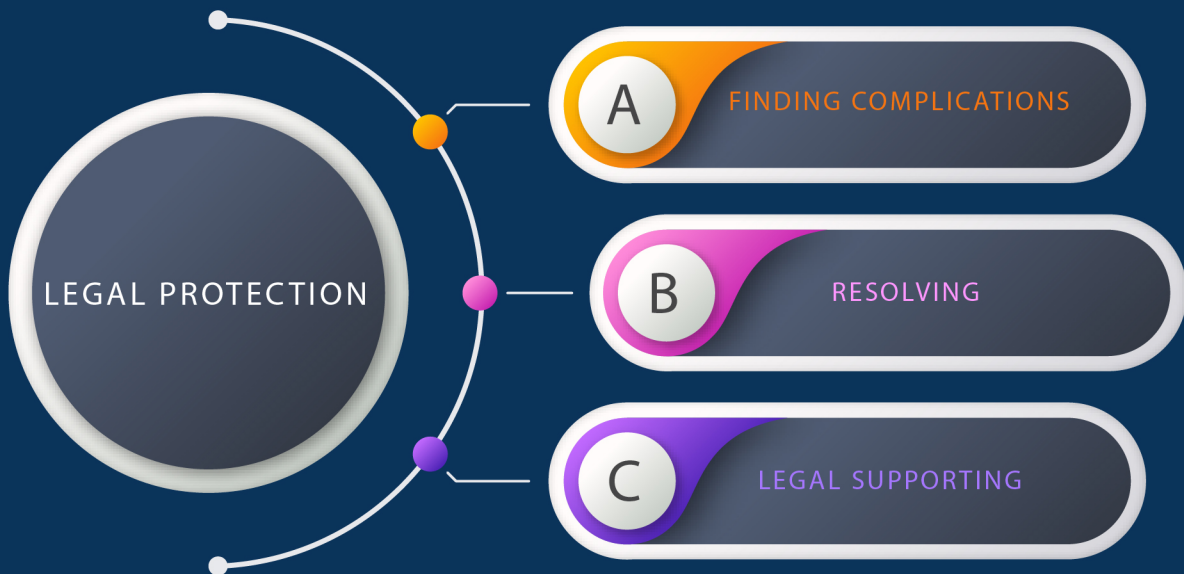 LEGAL PROTECTION
A
FINDING COMPLICATIONS
B
RESOLVING
C
LEGAL SUPPORTING